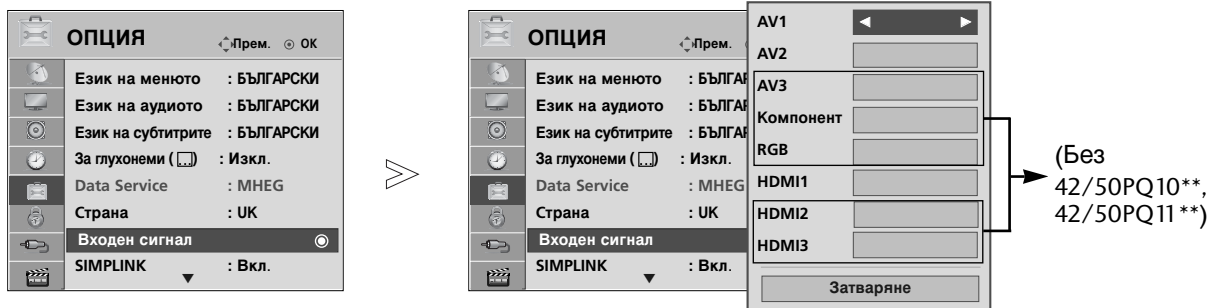 ОПЦИЯ
Прем. OK
Език на менюто : БЪЛГАРСКИ
Език на аудиото : БЪЛГАРСКИ
Език на субтитрите : БЪЛГАРСКИ
За глухонеми ( ) : Изкл.
Data Service : MHEG
Страна : UK
Входен сигнал
SIMPLINK : Вкл.
ОПЦИЯ
Прем.
Език на менюто : БЪЛГАР
Език на аудиото : БЪЛГАР
Език на субтитрите : БЪЛГАР
За глухонеми ( ) : Изкл.
Data Service : MHEG
Страна : UK
Входен сигнал
SIMPLINK : Вкл.
AV1
AV2
AV3
Компонент
RGB
HDMI1
HDMI2
HDMI3
Затваряне
(Без
42/50PQ10**,
42/50PQ11**)